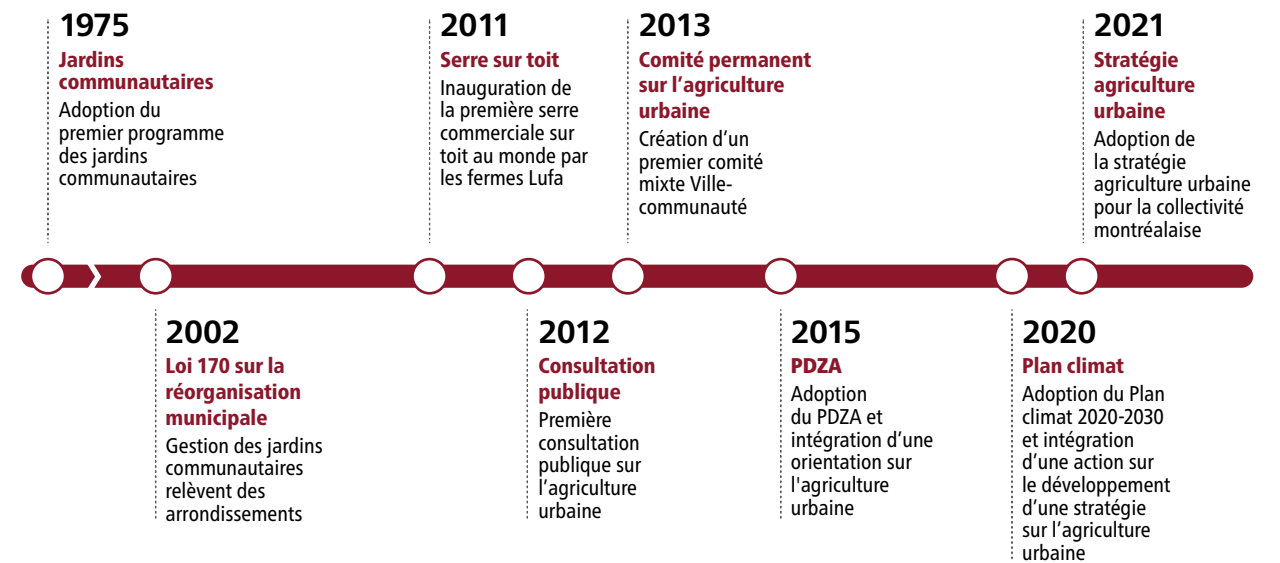 1975
Jardins
communautaires
Adoption du
premier programme
des jardins
communautaires
2011
Serre sur toit
Inauguration de
la première serre
commerciale sur
toit au monde par
les fermes Lufa
2013
Comité permanent
sur l’agriculture
urbaine
Création d’un
premier comité
mixte Ville-
communauté
2021
Stratégie
agriculture
urbaine
Adoption de
la stratégie
agriculture urbaine
pour la collectivité
montréalaise
2002
Loi 170 sur la
réorganisation
municipale
Gestion des jardins
communautaires
relèvent des
arrondissements
2012
Consultation
publique
Première
consultation
publique sur
l’agriculture
urbaine
2015
PDZA
Adoption
du PDZA et
intégration d’une
orientation sur
l'agriculture
urbaine
2020
Plan climat
Adoption du Plan
climat 2020-2030
et intégration
d’une action sur
le développement
d’une stratégie
sur l’agriculture
urbaine